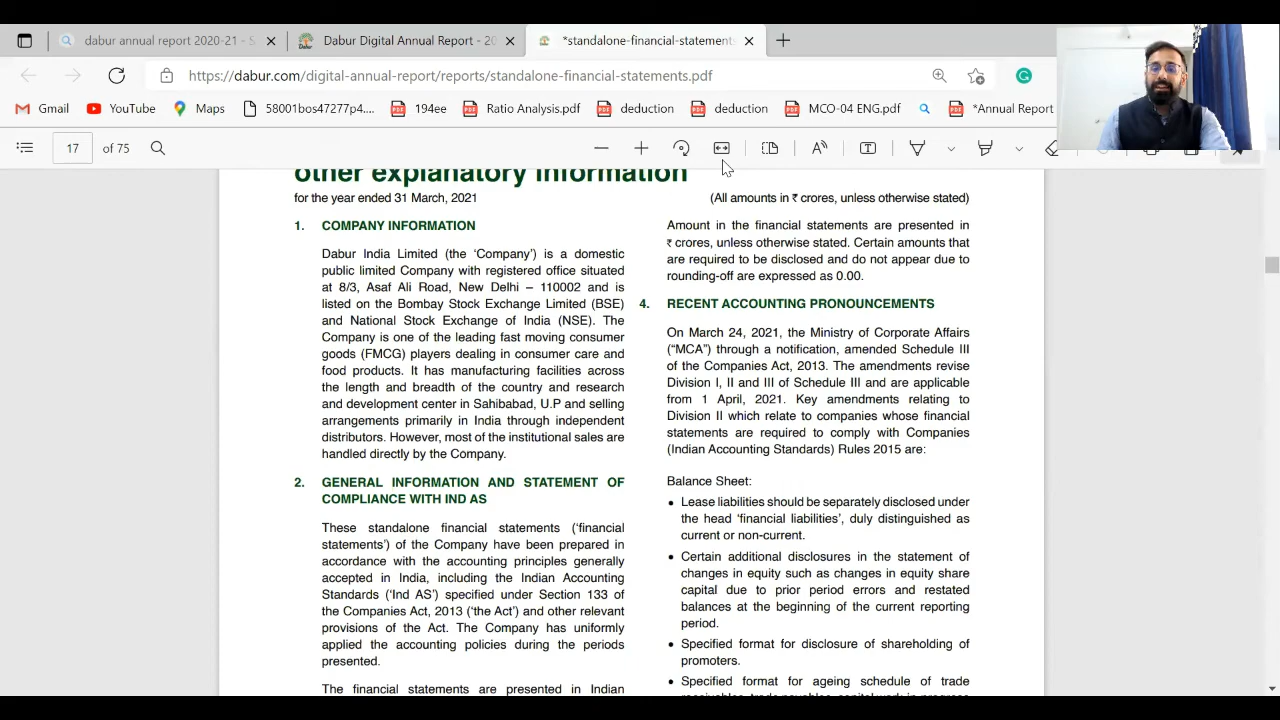 dabur annual report 2020-21 - S
Dabur Digital Annual Report - 20
*standalone-financial-statements
https://dabur.com/digital-annual-report/reports/standalone-financial-statements.pdf
Gmail
YouTube
Maps
58001bos47277p4....
194ee
Ratio Analysis.pdf
deduction
deduction
MCO-04 ENG.pdf
*Annual Report
17 of 75
other explanatory information
for the year ended 31 March, 2021
(All amounts in ₹ crores, unless otherwise stated)
1. COMPANY INFORMATION
Dabur India Limited (the ‘Company’) is a domestic
public limited Company with registered office situated
at 8/3, Asaf Ali Road, New Delhi – 110002 and is
listed on the Bombay Stock Exchange Limited (BSE)
and National Stock Exchange of India (NSE). The
Company is one of the leading fast moving consumer
goods (FMCG) players dealing in consumer care and
food products. It has manufacturing facilities across
the length and breadth of the country and research
and development center in Sahibabad, U.P and selling
arrangements primarily in India through independent
distributors. However, most of the institutional sales are
handled directly by the Company.
2. GENERAL INFORMATION AND STATEMENT OF
COMPLIANCE WITH IND AS
These standalone financial statements (‘financial
statements’) of the Company have been prepared in
accordance with the accounting principles generally
accepted in India, including the Indian Accounting
Standards (‘Ind AS’) specified under Section 133 of
the Companies Act, 2013 (‘the Act’) and other relevant
provisions of the Act. The Company has uniformly
applied the accounting policies during the periods
presented.
The financial statements are presented in Indian
Amount in the financial statements are presented in
₹ crores, unless otherwise stated. Certain amounts that
are required to be disclosed and do not appear due to
rounding-off are expressed as 0.00.
4. RECENT ACCOUNTING PRONOUNCEMENTS
On March 24, 2021, the Ministry of Corporate Affairs
(“MCA”) through a notification, amended Schedule III
of the Companies Act, 2013. The amendments revise
Division I, II and III of Schedule III and are applicable
from 1 April, 2021. Key amendments relating to
Division II which relate to companies whose financial
statements are required to comply with Companies
(Indian Accounting Standards) Rules 2015 are:
Balance Sheet:
• Lease liabilities should be separately disclosed under
the head ‘financial liabilities’, duly distinguished as
current or non-current.
• Certain additional disclosures in the statement of
changes in equity such as changes in equity share
capital due to prior period errors and restated
balances at the beginning of the current reporting
period.
• Specified format for disclosure of shareholding of
promoters.
• Specified format for ageing schedule of trade